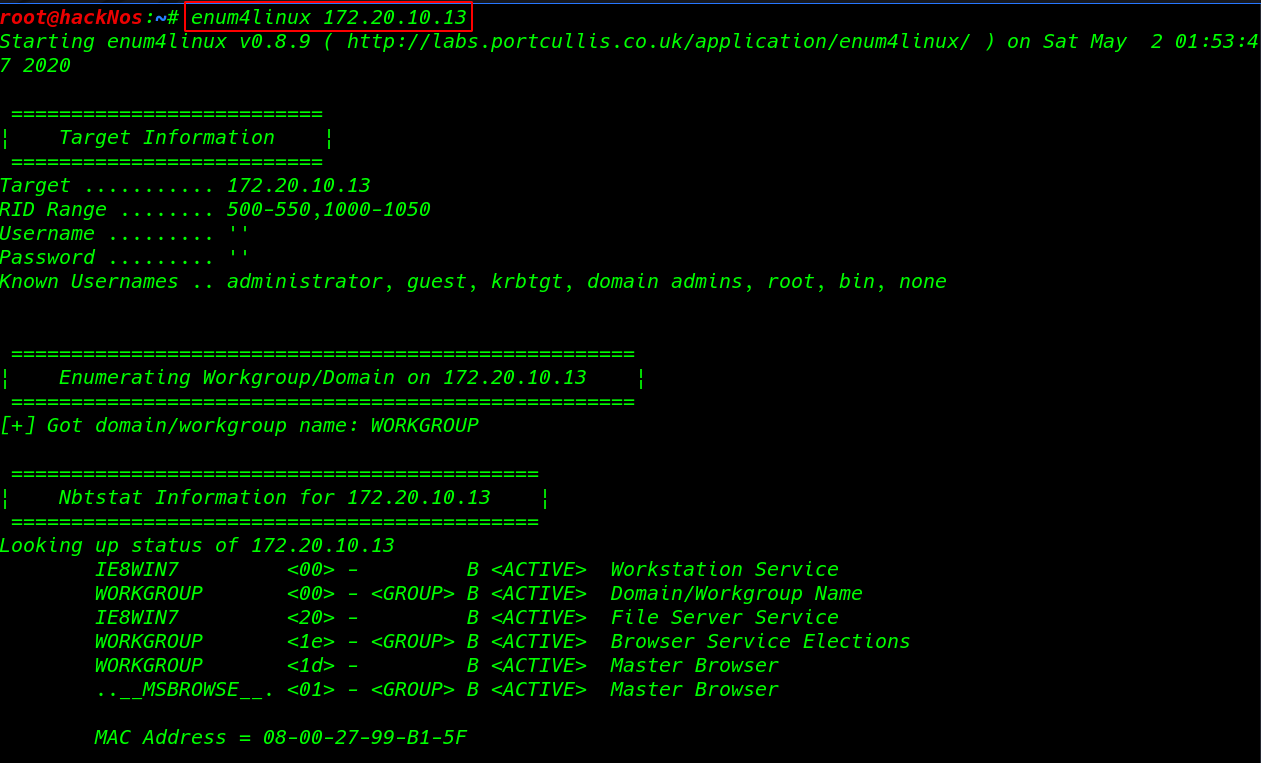 root@hackNos:~# enum4linux 172.20.10.13
Starting enum4linux v0.8.9 ( http://labs.portcullis.co.uk/application/enum4linux/ ) on Sat May  2 01:53:4
7 2020

 ==========================
|    Target Information    |
 ==========================
Target ........... 172.20.10.13
RID Range ........ 500-550,1000-1050
Username ......... ''
Password ......... ''
Known Usernames .. administrator, guest, krbtgt, domain admins, root, bin, none


 ====================================================
|    Enumerating Workgroup/Domain on 172.20.10.13    |
 ====================================================
[+] Got domain/workgroup name: WORKGROUP

 ============================================
|    Nbtstat Information for 172.20.10.13    |
 ============================================
Looking up status of 172.20.10.13
        IE8WIN7         <00> -         B <ACTIVE>  Workstation Service
        WORKGROUP       <00> - <GROUP> B <ACTIVE>  Domain/Workgroup Name
        IE8WIN7         <20> -         B <ACTIVE>  File Server Service
        WORKGROUP       <1e> - <GROUP> B <ACTIVE>  Browser Service Elections
        WORKGROUP       <1d> -         B <ACTIVE>  Master Browser
        ..__MSBROWSE__. <01> - <GROUP> B <ACTIVE>  Master Browser

        MAC Address = 08-00-27-99-B1-5F